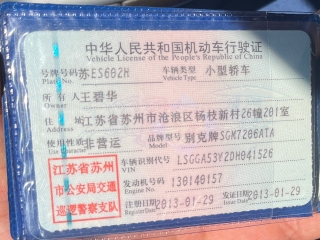 中华人民共和国机动车行驶证
Vehicle License of the People's Republic of China
号牌号码 苏E5602H 车辆类型 小型轿车
Plate No. Vehicle Type
所有人 王碧华
Owner
住址 江苏省苏州市沧浪区杨枝新村26幢201室
Address
使用性质 非营运 品牌型号 别克牌SGM7206ATA
Use Character Model
车辆识别代号 LSGGA53Y2DH041526
VIN
发动机号码 130140157
Engine No.
注册日期 2013-01-29 发证日期 2013-01-29
Register Date Issue Date
江苏省苏州
市公安局交通
巡逻警察支队